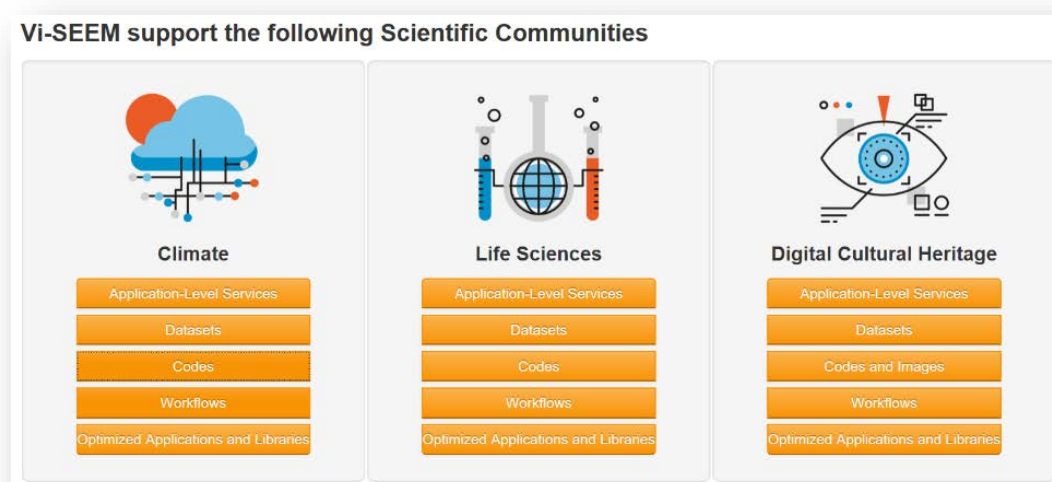 Vi-SEEM support the following Scientific Communities
Climate
Application-Level Services
Datasets
Codes
Workflows
Optimized Applications and Libraries
Life Sciences
Application-Level Services
Datasets
Codes
Workflows
Optimized Applications and Libraries
Digital Cultural Heritage
Application-Level Services
Datasets
Codes and Images
Workflows
Optimized Applications and Libraries